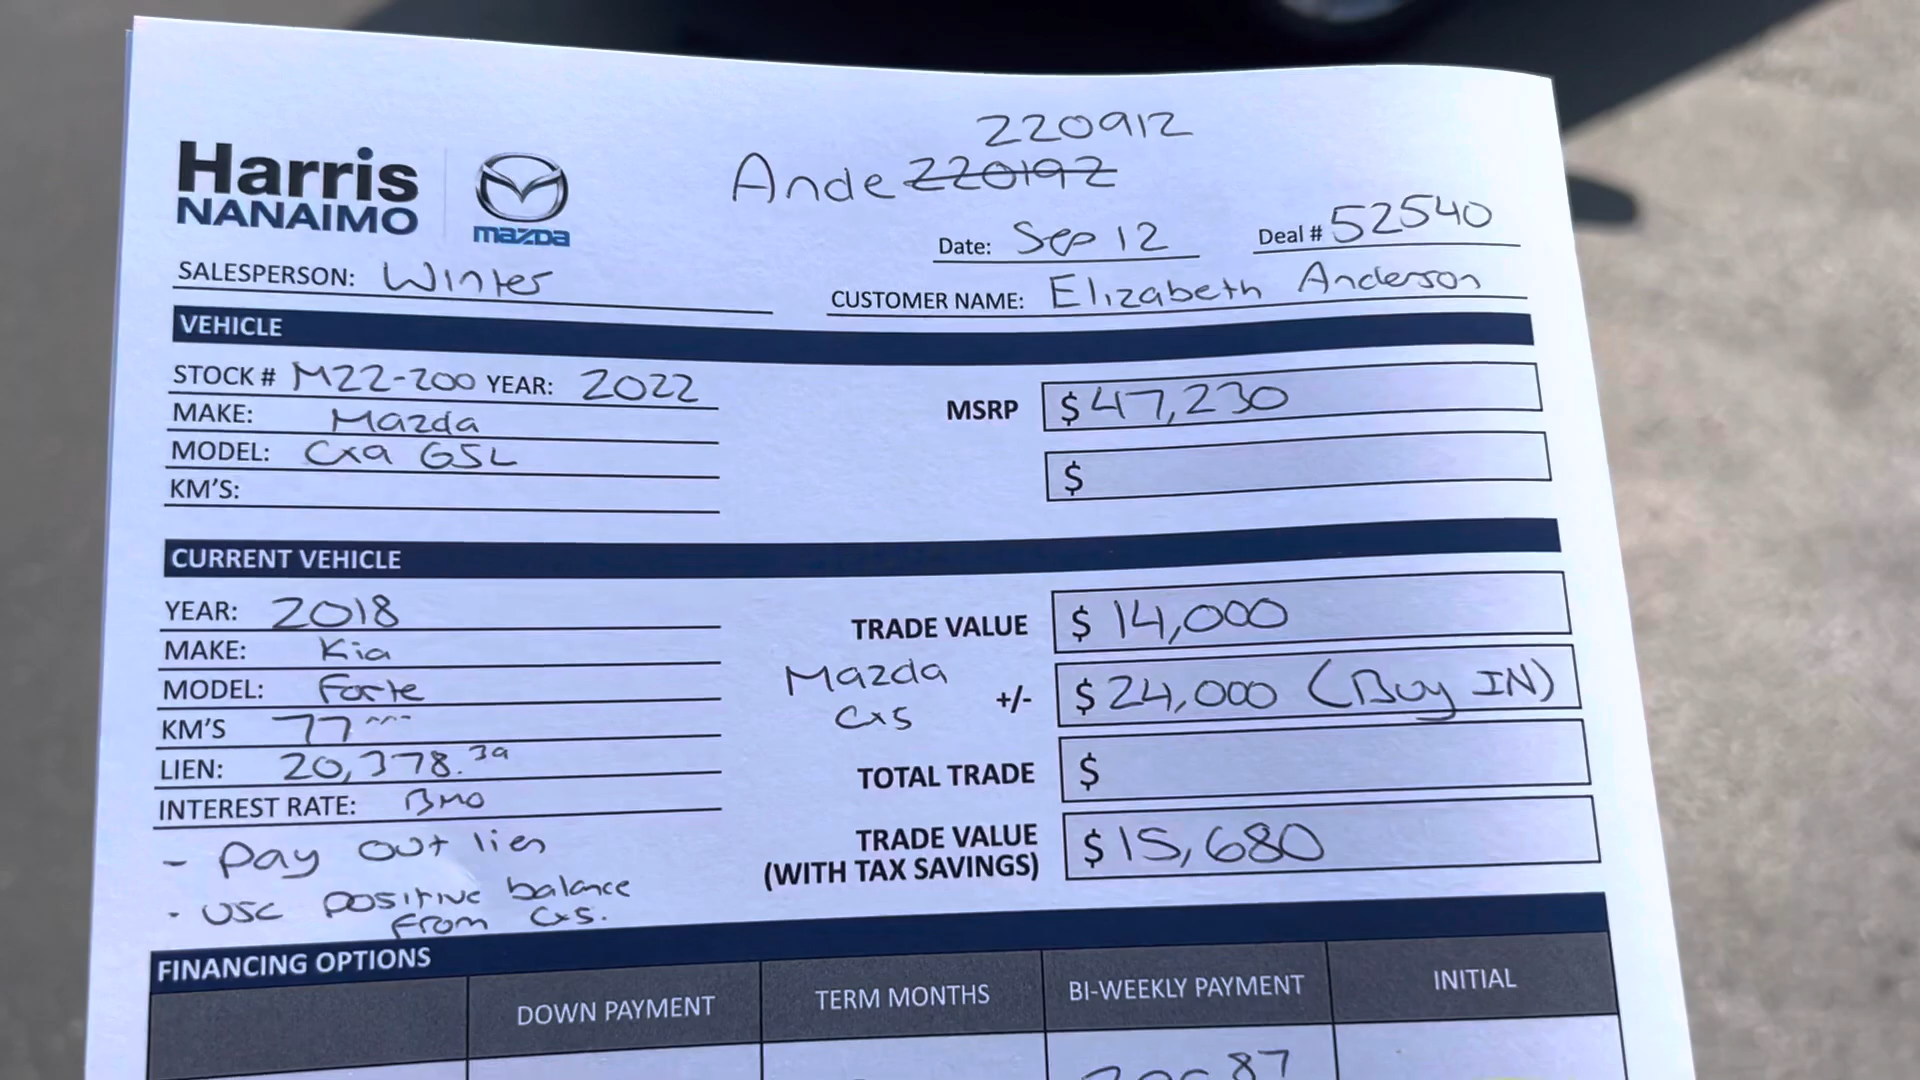 220912
Ande 220192
Harris
NANAIMO
mazda
Date: Sep 12 Deal # 52540
SALESPERSON: Winter
CUSTOMER NAME: Elizabeth Anderson
VEHICLE
STOCK # M22-200 YEAR: 2022
MAKE: Mazda
MODEL: Cx9 GSL
KM'S:
MSRP $ 47,230
$
CURRENT VEHICLE
YEAR: 2018
MAKE: Kia
MODEL: Forte
KM'S 77
LIEN: 20,378.39
INTEREST RATE: BMO
- Pay out lien
- USE positive balance
from Cx5.
TRADE VALUE $ 14,000
Mazda
Cx5
+/- $ 24,000 (Buy IN)
TOTAL TRADE $
TRADE VALUE
(WITH TAX SAVINGS) $ 15,680
FINANCING OPTIONS
DOWN PAYMENT TERM MONTHS BI-WEEKLY PAYMENT INITIAL
87